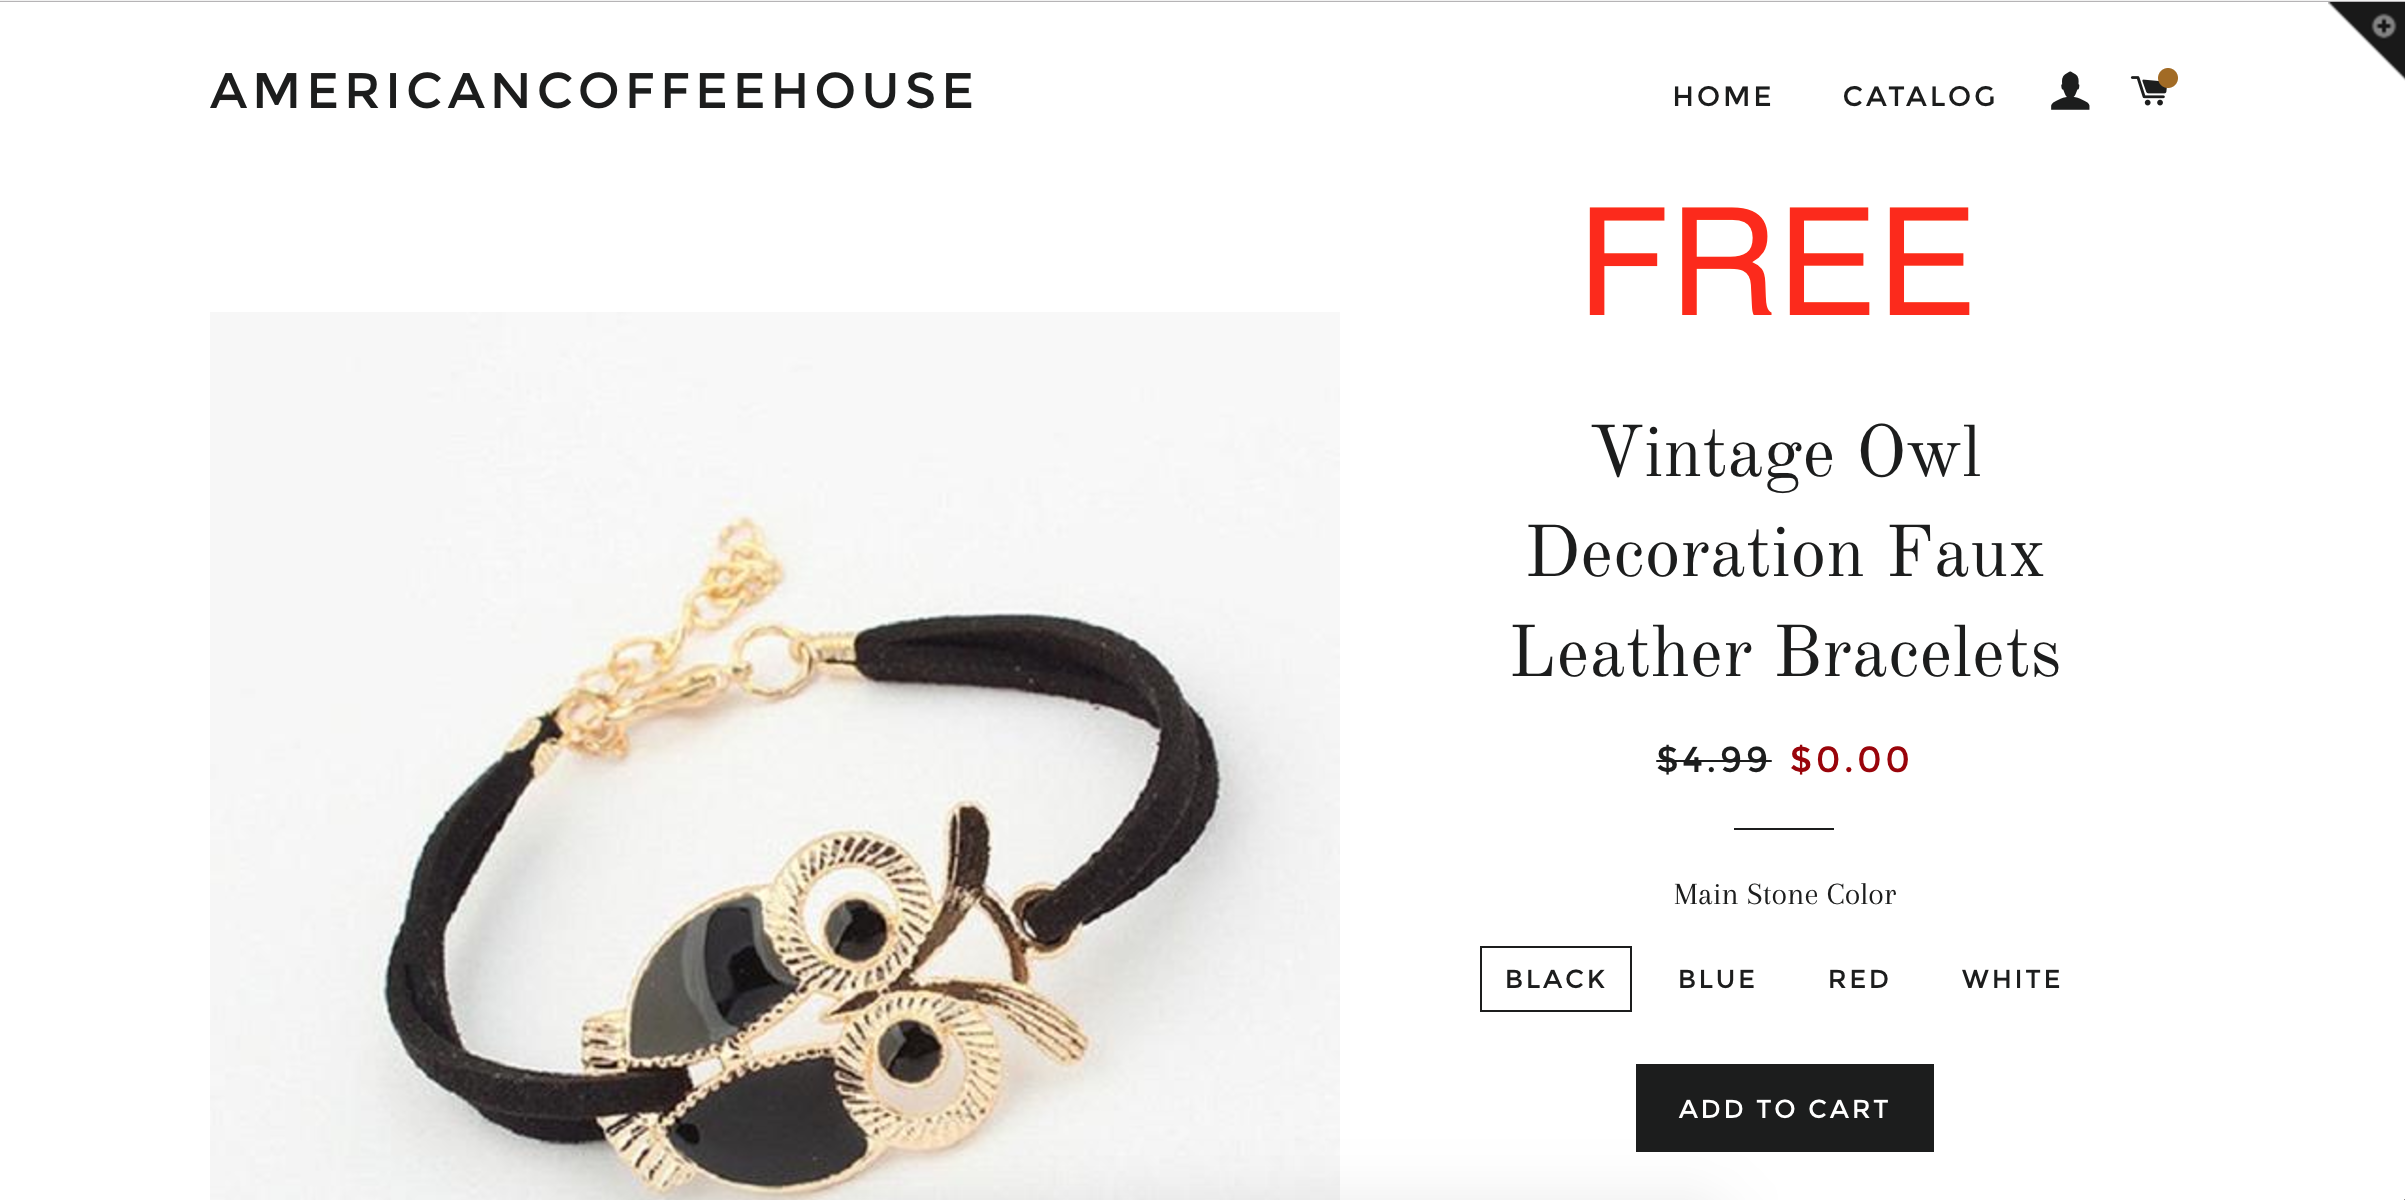 AMERICANCOFFEEHOUSE
HOME CATALOG
FREE
Vintage Owl
Decoration Faux
Leather Bracelets
$4.99 $0.00
Main Stone Color
BLACK BLUE RED WHITE
ADD TO CART